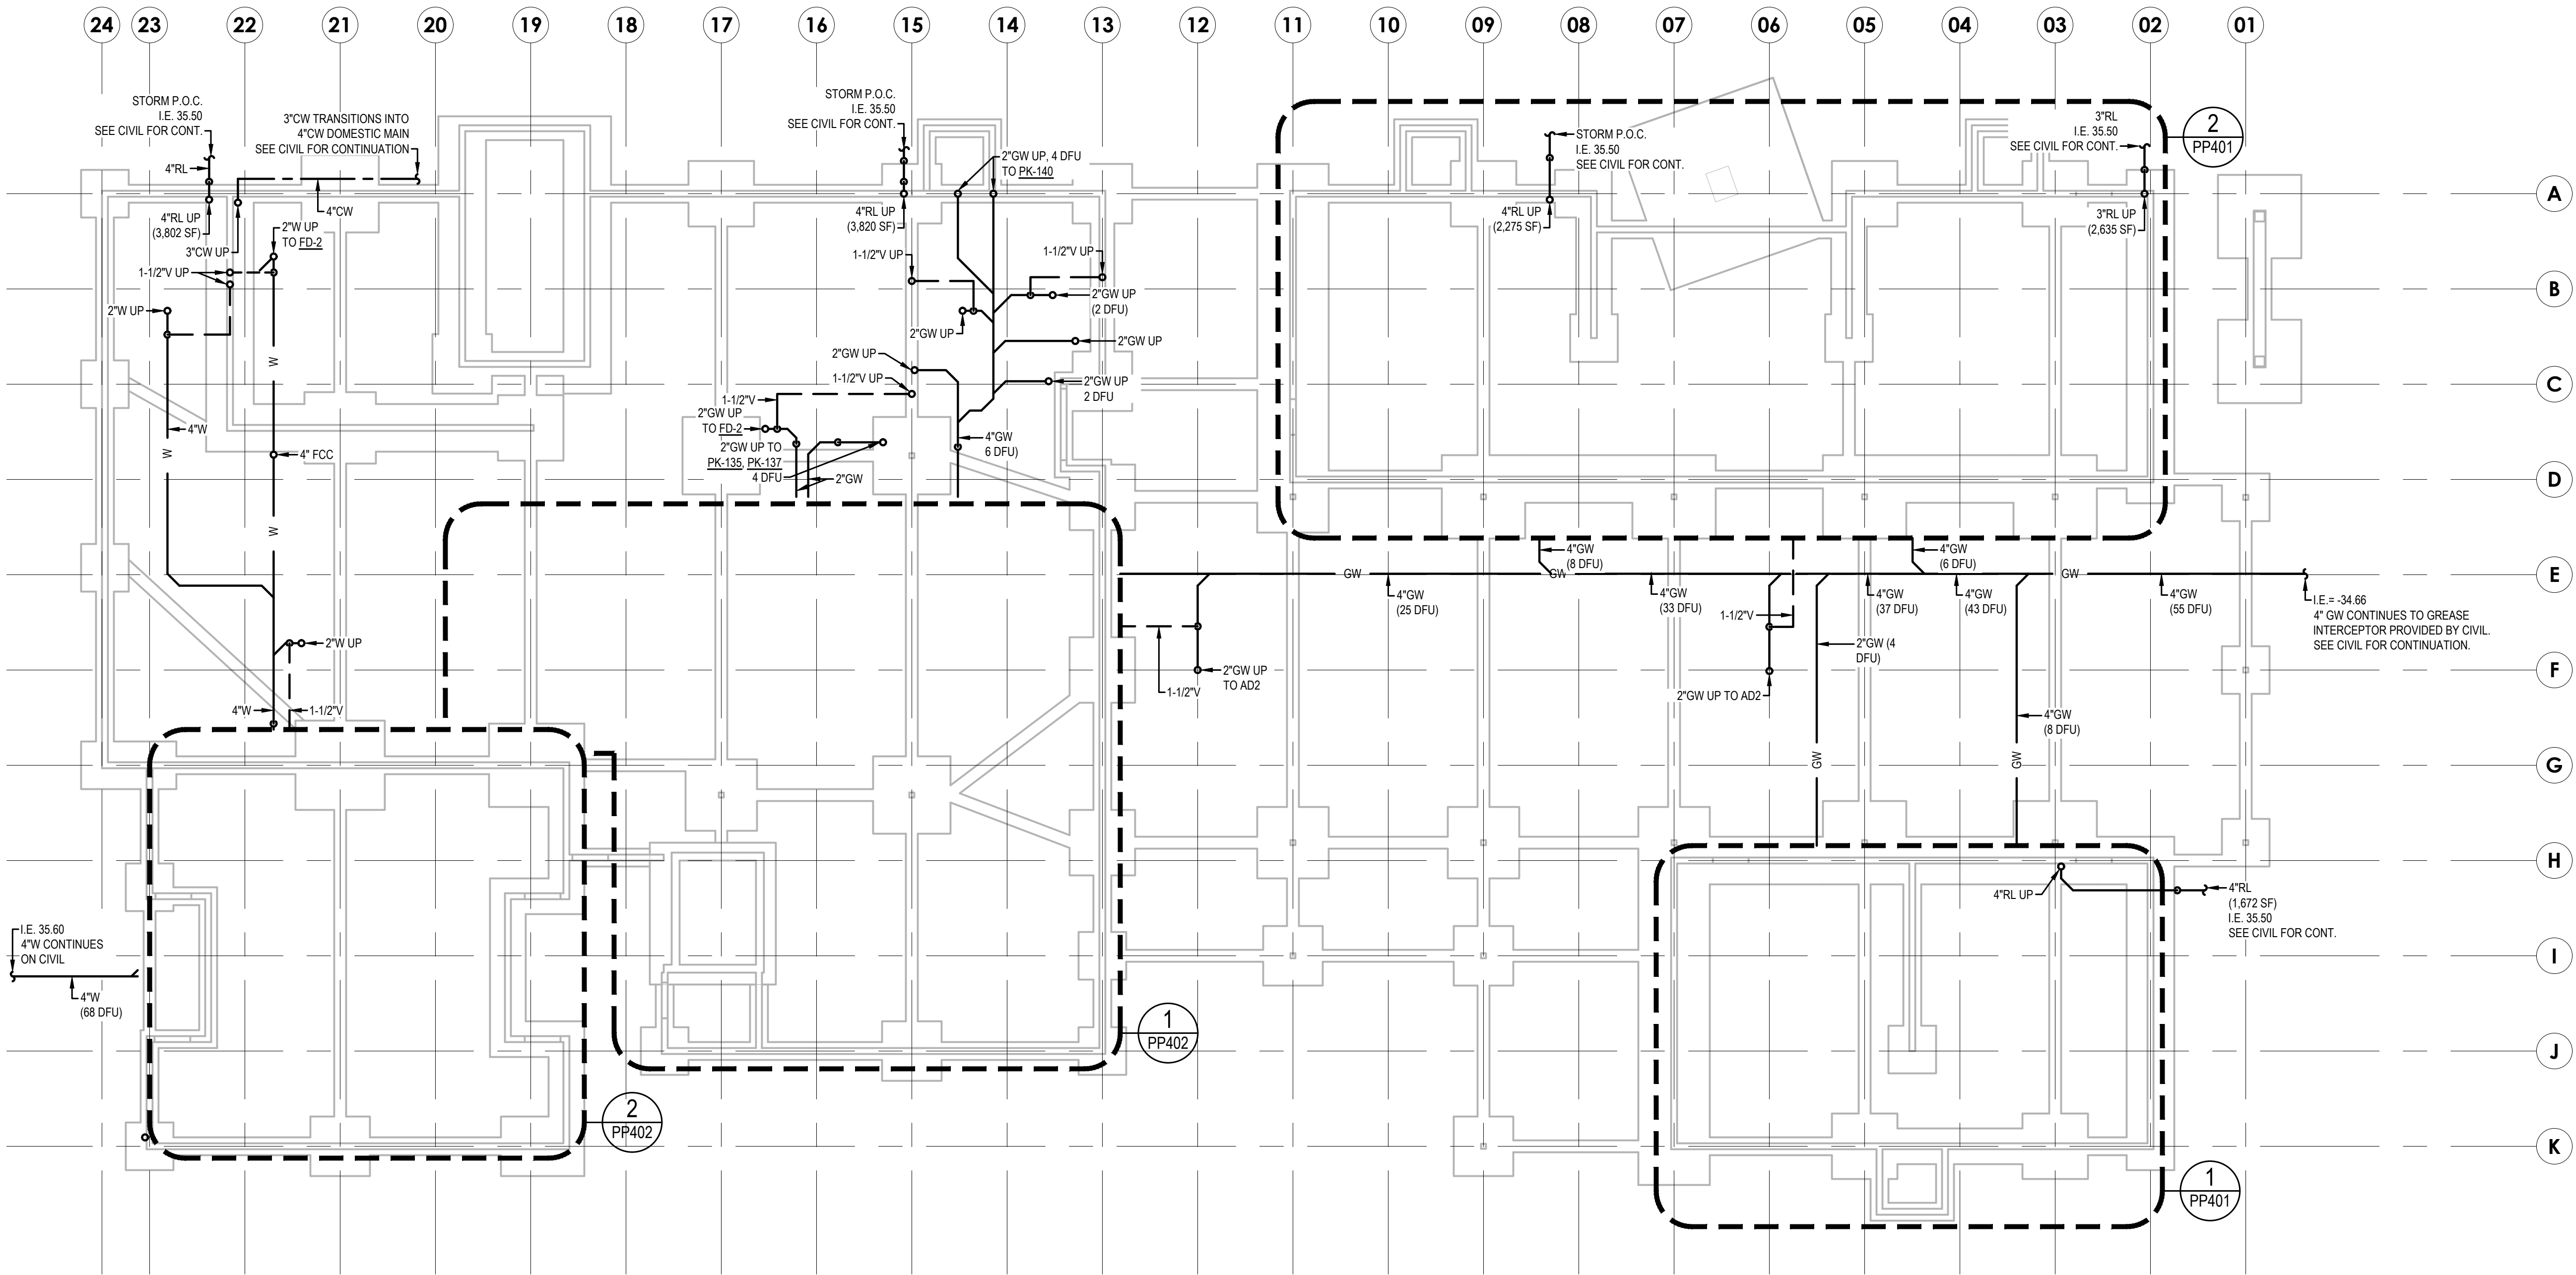 24 23 22 21 20 19 18 17 16 15 14 13 12 11 10 09 08 07 06 05 04 03 02 01
STORM P.O.C.
I.E. 35.50
SEE CIVIL FOR CONT.
4"RL
3"CW TRANSITIONS INTO
4"CW DOMESTIC MAIN
SEE CIVIL FOR CONTINUATION
4"CW
4"RL UP
(3,802 SF)
3"CW UP
2"W UP
TO FD-2
1-1/2"V UP
2"W UP
W
4"W
W
4" FCC
W
2"W UP
4"W
1-1/2"V
STORM P.O.C.
I.E. 35.50
SEE CIVIL FOR CONT.
2"GW UP, 4 DFU
TO PK-140
4"RL UP
(3,820 SF)
1-1/2"V UP
1-1/2"V UP
2"GW UP
(2 DFU)
2"GW UP
2"GW UP
2"GW UP
1-1/2"V UP
2"GW UP
2 DFU
1-1/2"V
2"GW UP
TO FD-2
2"GW UP TO
PK-135, PK-137
4 DFU
2"GW
4"GW
6 DFU)
STORM P.O.C.
I.E. 35.50
SEE CIVIL FOR CONT.
4"RL UP
(2,275 SF)
3"RL
I.E. 35.50
SEE CIVIL FOR CONT.
3"RL UP
(2,635 SF)
2
PP401
A
B
C
D
E
F
G
H
I
J
K
GW
4"GW
(25 DFU)
4"GW
(8 DFU)
GW
4"GW
(33 DFU)
1-1/2"V
4"GW
(37 DFU)
4"GW
(6 DFU)
4"GW
(43 DFU)
GW
4"GW
(55 DFU)
I.E.= -34.66
4" GW CONTINUES TO GREASE
INTERCEPTOR PROVIDED BY CIVIL.
SEE CIVIL FOR CONTINUATION.
1-1/2"V
2"GW UP
TO AD2
2"GW (4
DFU)
2"GW UP TO AD2
4"GW
(8 DFU)
GW
GW
4"RL UP
4"RL
(1,672 SF)
I.E. 35.50
SEE CIVIL FOR CONT.
I.E. 35.60
4"W CONTINUES
ON CIVIL
4"W
(68 DFU)
1
PP402
2
PP402
1
PP401